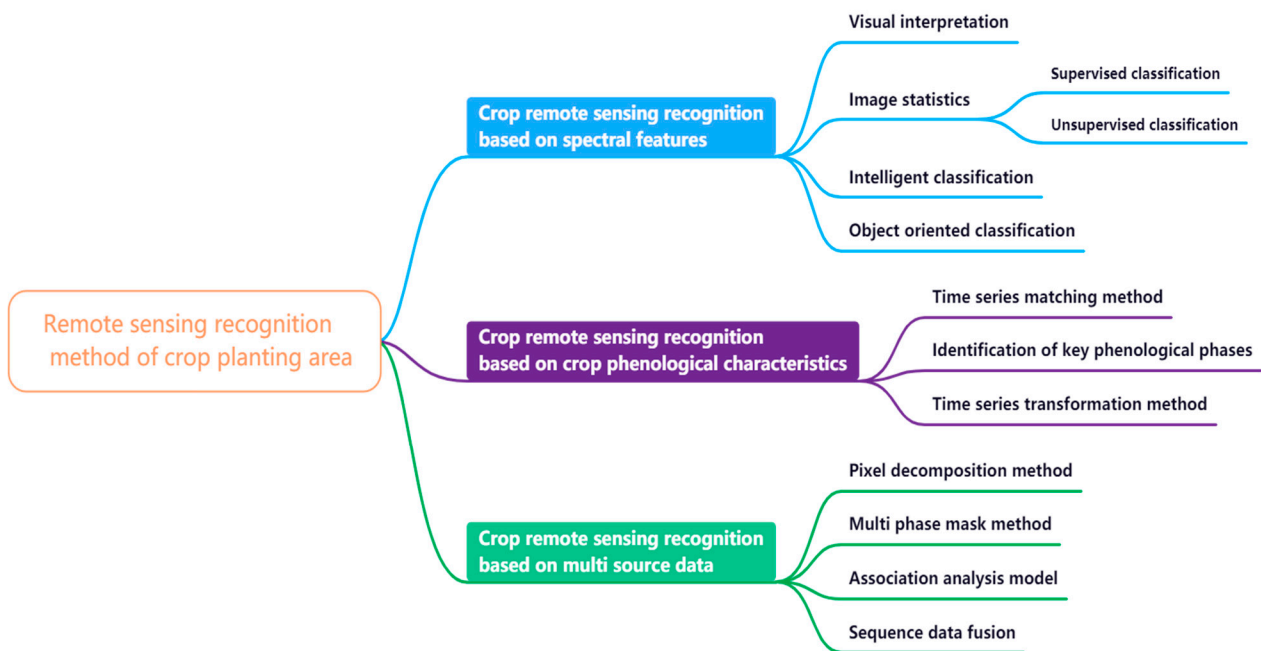 Remote sensing recognition
method of crop planting area
Crop remote sensing recognition
based on spectral features
Visual interpretation
Image statistics
Supervised classification
Unsupervised classification
Intelligent classification
Object oriented classification
Crop remote sensing recognition
based on crop phenological characteristics
Time series matching method
Identification of key phenological phases
Time series transformation method
Crop remote sensing recognition
based on multi source data
Pixel decomposition method
Multi phase mask method
Association analysis model
Sequence data fusion